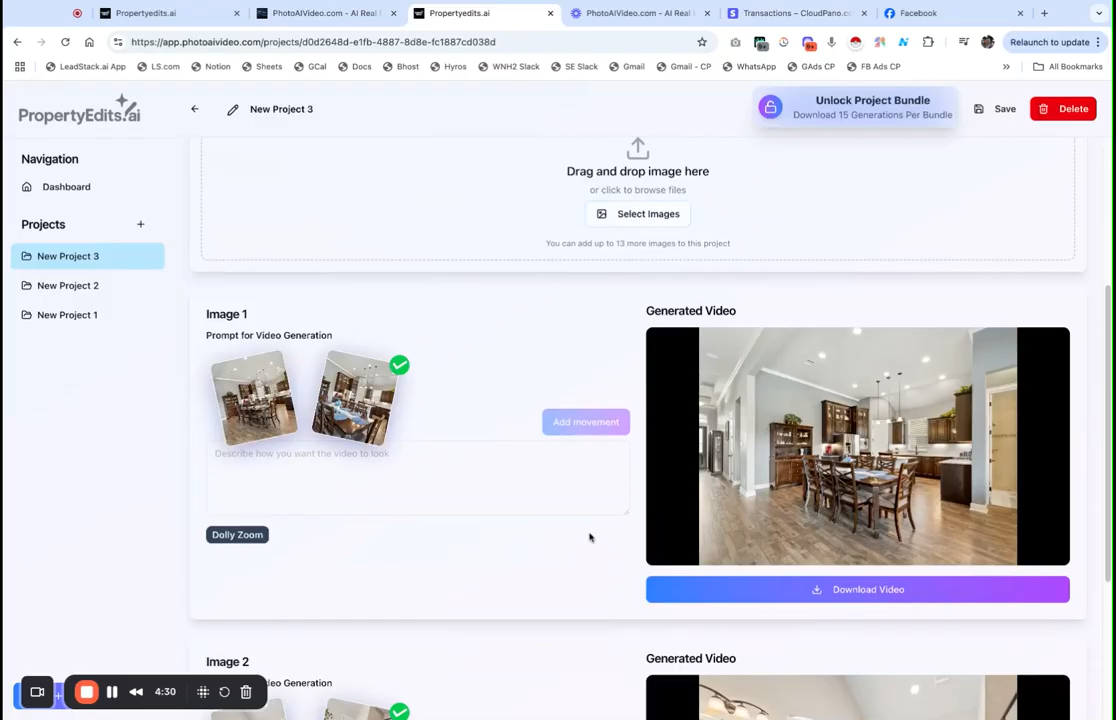 Propertyedits.ai
PhotoAIVideo.com - AI Real
Propertyedits.ai
PhotoAIVideo.com - AI Real
Transactions – CloudPano.c
Facebook
https://app.photoaivideo.com/projects/d0d2648d-e1fb-4887-8d8e-fc1887cd038d
9+
9+
Relaunch to update
LeadStack.ai App
LS.com
Notion
Sheets
GCal
Docs
Bhost
Hyros
WNH2 Slack
SE Slack
Gmail
Gmail - CP
WhatsApp
GAds CP
FB Ads CP
»
All Bookmarks
PropertyEdits.ai
New Project 3
Unlock Project Bundle
Download 15 Generations Per Bundle
Save
Delete
Navigation
Dashboard
Projects
New Project 3
New Project 2
New Project 1
Drag and drop image here
or click to browse files
Select Images
You can add up to 13 more images to this project
Image 1
Prompt for Video Generation
Add movement
Describe how you want the video to look
Dolly Zoom
Generated Video
Download Video
Image 2
deo Generation
Generated Video
4:30